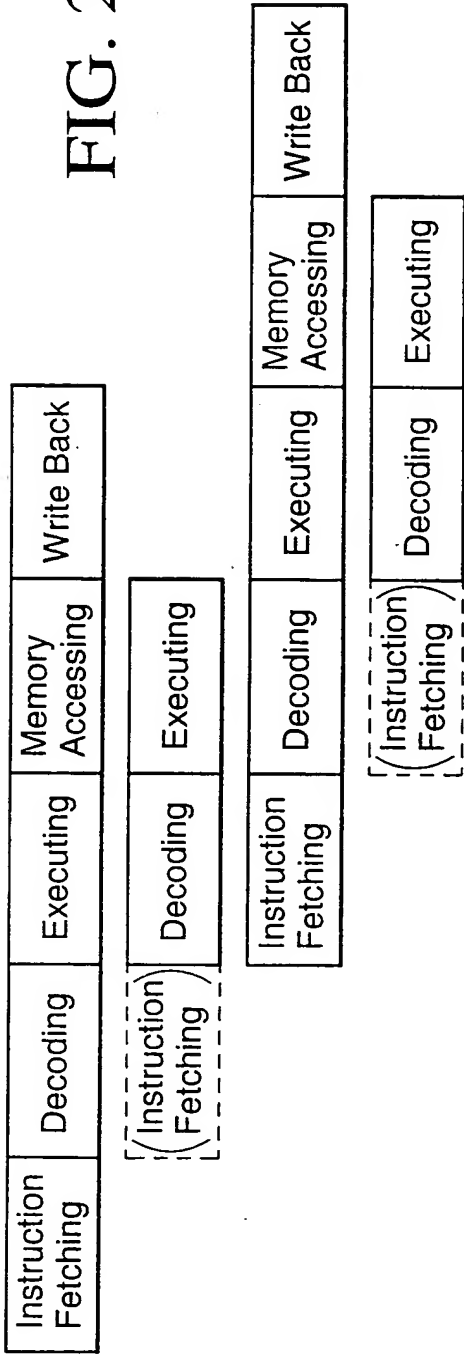 FIG. 2
Instruction
Fetching
Decoding
Executing
Memory
Accessing
Write Back
(Instruction
Fetching)
Decoding
Executing
Instruction
Fetching
Decoding
Executing
Memory
Accessing
Write Back
(Instruction
Fetching)
Decoding
Executing